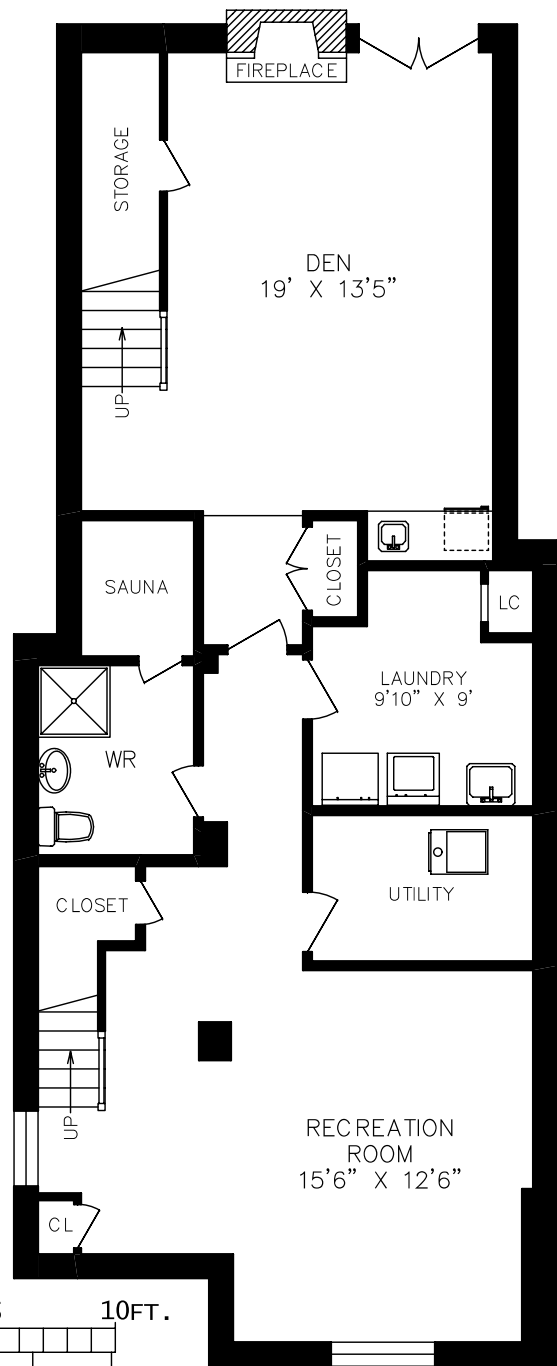 FIREPLACE
STORAGE
DEN
19' X 13'5"
UP
SAUNA
CLOSET
LC
LAUNDRY
9'10" X 9'
WR
UTILITY
CLOSET
UP
RECREATION
ROOM
15'6" X 12'6"
CL
10FT.